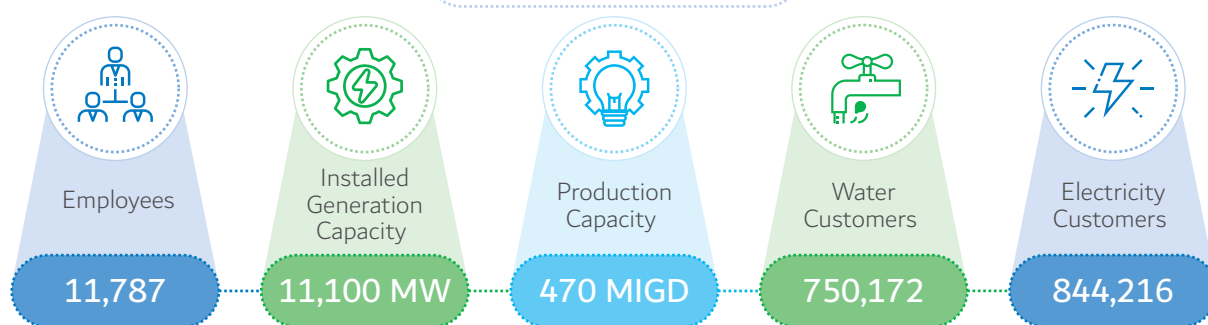 Employees
11,787
Installed
Generation
Capacity
11,100 MW
Production
Capacity
470 MIGD
Water
Customers
750,172
Electricity
Customers
844,216